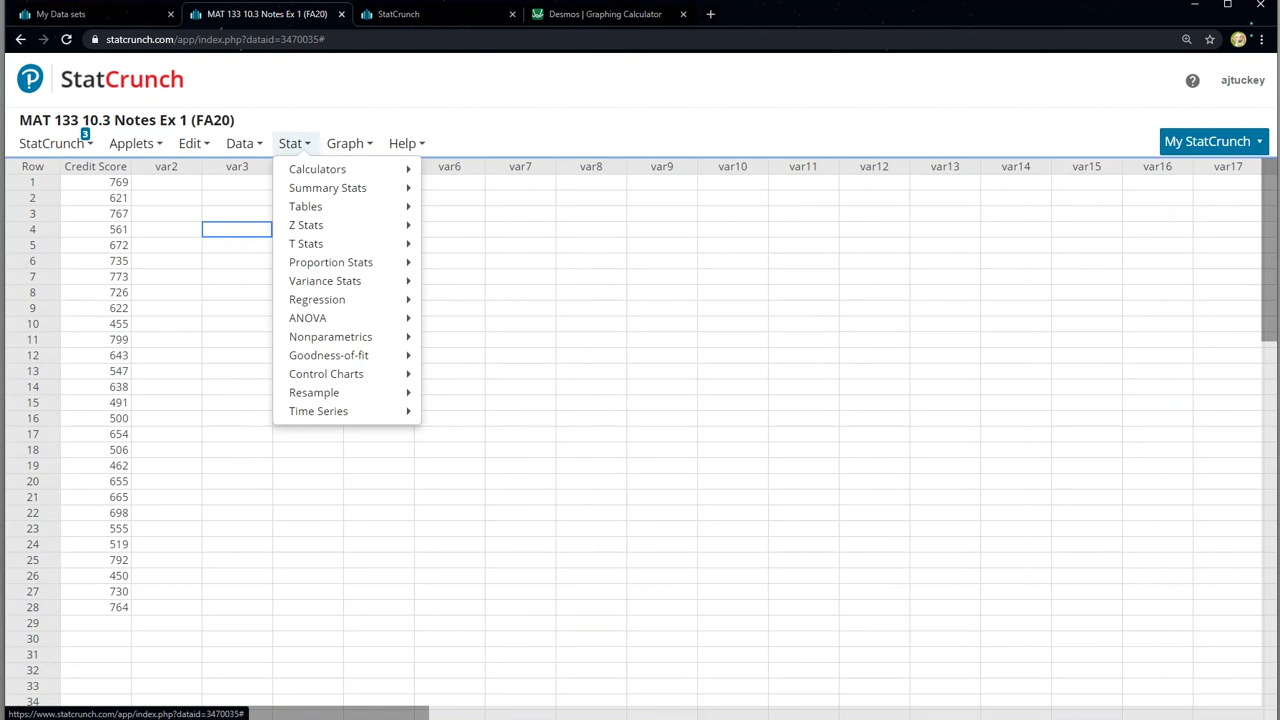 My Data sets × MAT 133 10.3 Notes Ex 1 (FA20) × StatCrunch × Desmos | Graphing Calculator × +
statcrunch.com/app/index.php?dataid=3470035#
StatCrunch
? ajtuckey
MAT 133 10.3 Notes Ex 1 (FA20)
StatCrunch 3 Applets Edit Data Stat Graph Help My StatCrunch
Row Credit Score var2 var3 var6 var7 var8 var9 var10 var11 var12 var13 var14 var15 var16 var17
Calculators
Summary Stats
Tables
Z Stats
T Stats
Proportion Stats
Variance Stats
Regression
ANOVA
Nonparametrics
Goodness-of-fit
Control Charts
Resample
Time Series
1 769
2 621
3 767
4 561
5 672
6 735
7 773
8 726
9 622
10 455
11 799
12 643
13 547
14 638
15 491
16 500
17 654
18 506
19 462
20 655
21 665
22 698
23 555
24 519
25 792
26 450
27 730
28 764
29
30
31
32
33
34
https://www.statcrunch.com/app/index.php?dataid=3470035#